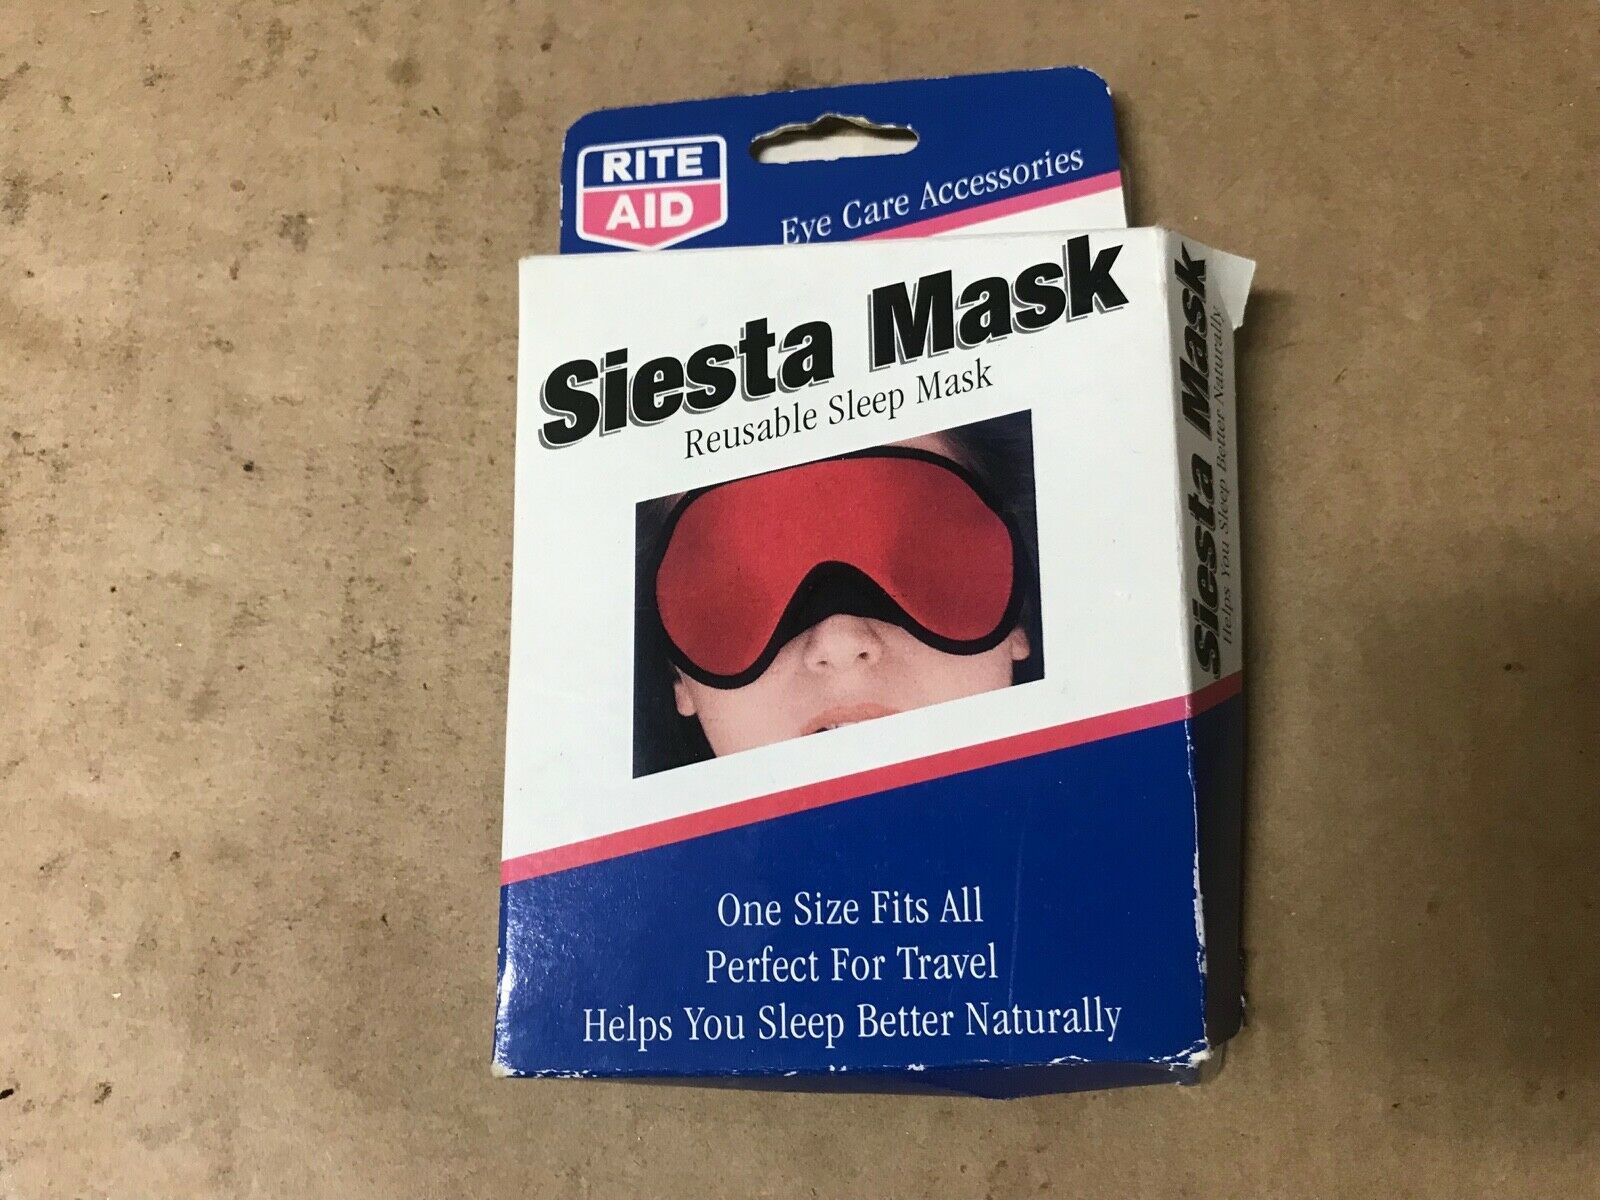 RITE
AID
Eye Care Accessories
Siesta Mask
Reusable Sleep Mask
One Size Fits All
Perfect For Travel
Helps You Sleep Better Naturally
Siesta Mask
Helps You Sleep Better Naturally